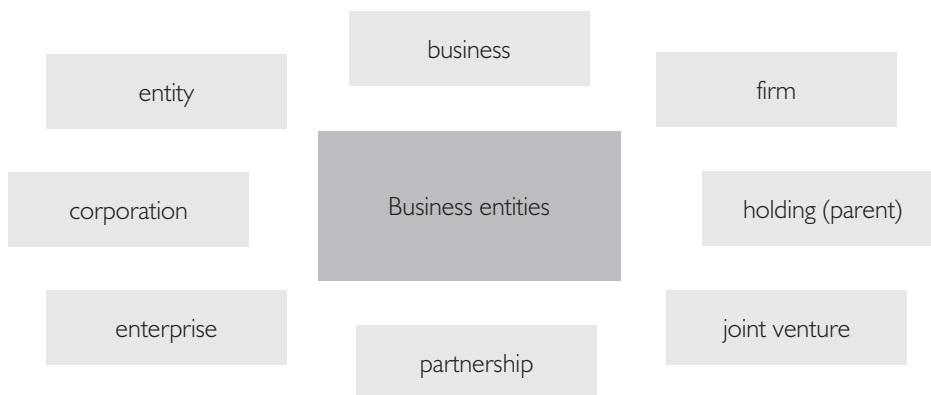 business
entity
firm
corporation
Business entities
holding (parent)
enterprise
joint venture
partnership